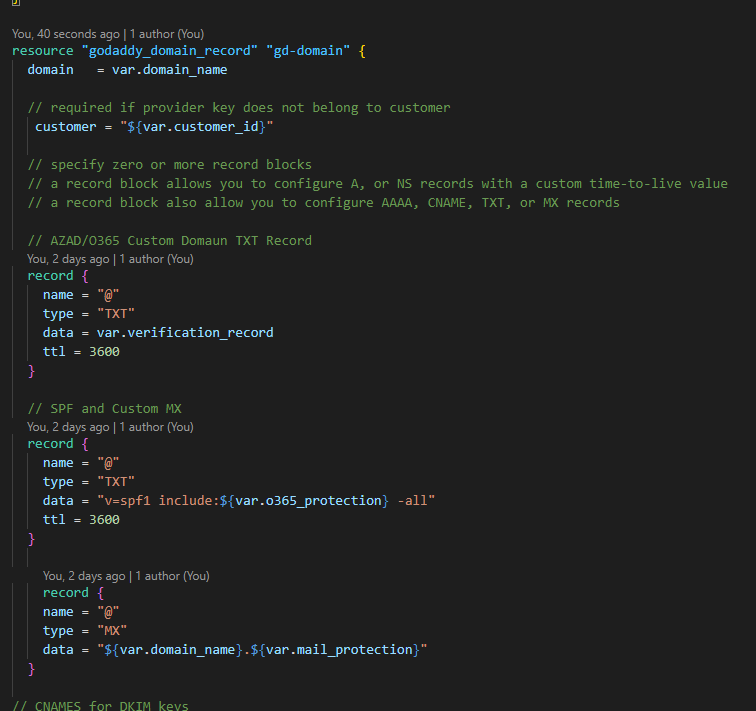 You, 40 seconds ago | 1 author (You)
resource "godaddy_domain_record" "gd-domain" {
domain = var.domain_name
// required if provider key does not belong to customer
customer = "${var.customer_id}"
// specify zero or more record blocks
// a record block allows you to configure A, or NS records with a custom time-to-live value
// a record block also allow you to configure AAAA, CNAME, TXT, or MX records
// AZAD/O365 Custom Domaun TXT Record
You, 2 days ago | 1 author (You)
record {
name = "@"
type = "TXT"
data = var.verification_record
ttl = 3600
}
// SPF and Custom MX
You, 2 days ago | 1 author (You)
record {
name = "@"
type = "TXT"
data = "v=spf1 include:${var.o365_protection} -all"
ttl = 3600
}
You, 2 days ago | 1 author (You)
record {
name = "@"
type = "MX"
data = "${var.domain_name}.${var.mail_protection}"
}
// CNAMES for DKIM keys